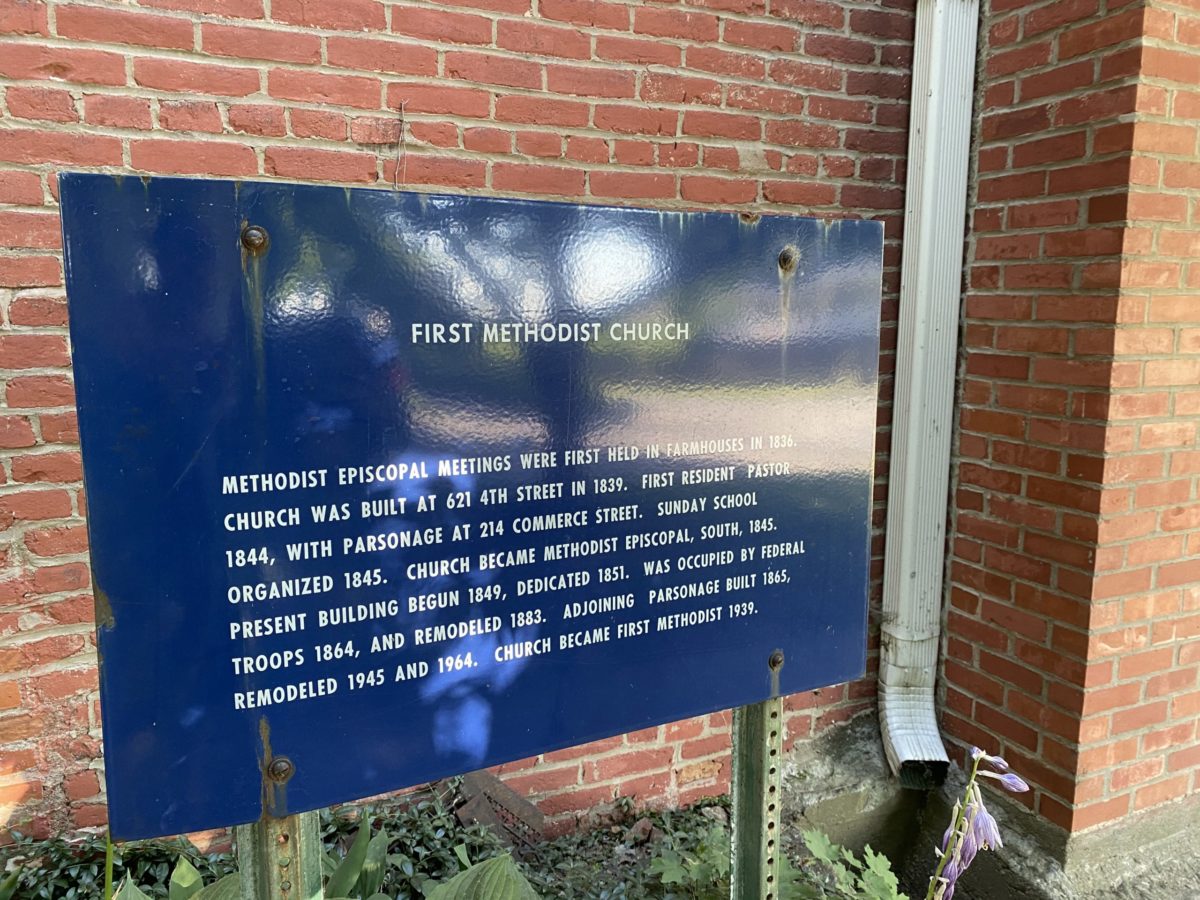 FIRST METHODIST CHURCH
METHODIST EPISCOPAL MEETINGS WERE FIRST HELD IN FARMHOUSES IN 1836.
CHURCH WAS BUILT AT 621 4TH STREET IN 1839. FIRST RESIDENT PASTOR
1844, WITH PARSONAGE AT 214 COMMERCE STREET. SUNDAY SCHOOL
ORGANIZED 1845. CHURCH BECAME METHODIST EPISCOPAL, SOUTH, 1845.
PRESENT BUILDING BEGUN 1849, DEDICATED 1851. WAS OCCUPIED BY FEDERAL
TROOPS 1864, AND REMODELED 1883. ADJOINING PARSONAGE BUILT 1865,
REMODELED 1945 AND 1964. CHURCH BECAME FIRST METHODIST 1939.